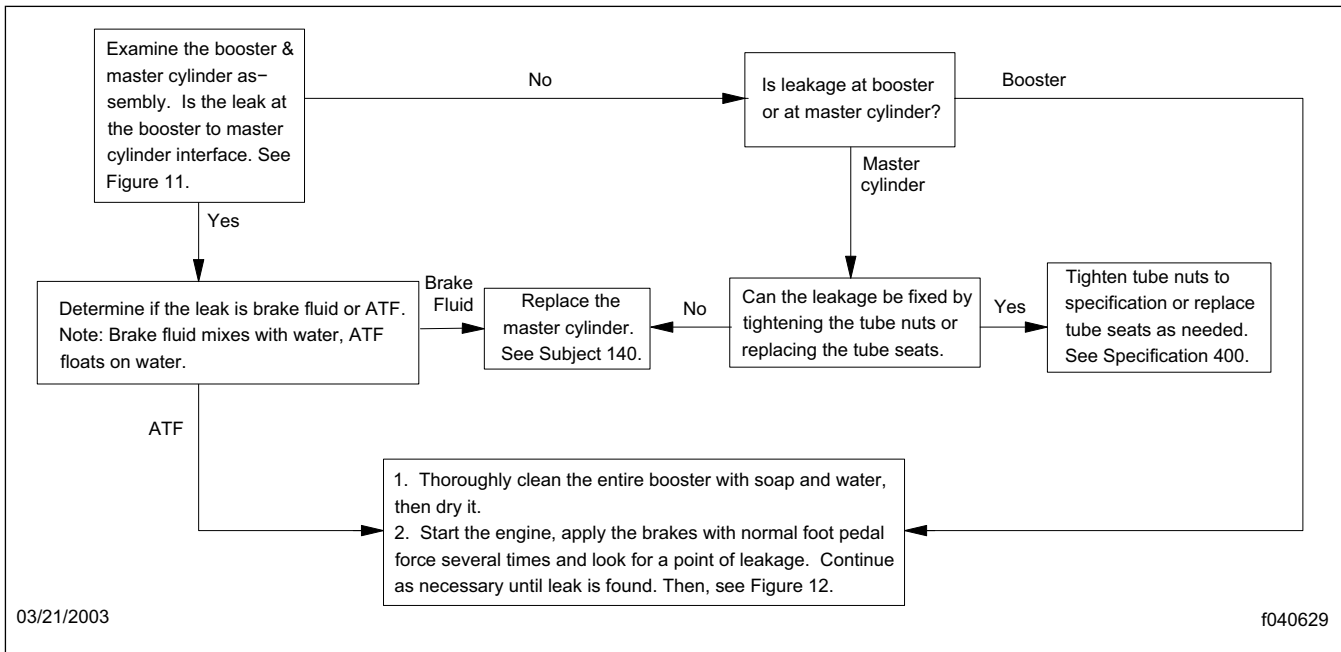 Examine the booster &
master cylinder as−
sembly. Is the leak at
the booster to master
cylinder interface. See
Figure 11.
No
Is leakage at booster
or at master cylinder?
Booster
Yes
Master
cylinder
Determine if the leak is brake fluid or ATF.
Note: Brake fluid mixes with water, ATF
floats on water.
Brake
Fluid
Replace the
master cylinder.
See Subject 140.
No
Can the leakage be fixed by
tightening the tube nuts or
replacing the tube seats.
Yes
Tighten tube nuts to
specification or replace
tube seats as needed.
See Specification 400.
ATF
1. Thoroughly clean the entire booster with soap and water,
then dry it.
2. Start the engine, apply the brakes with normal foot pedal
force several times and look for a point of leakage. Continue
as necessary until leak is found. Then, see Figure 12.
03/21/2003
f040629